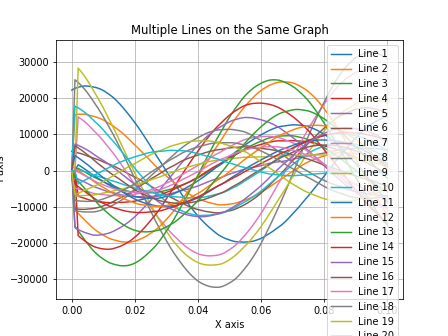 Multiple Lines on the Same Graph
30000
20000
10000
0
−10000
−20000
−30000
0.00
0.02
0.04
0.06
0.08
X axis
Line 1
Line 2
Line 3
Line 4
Line 5
Line 6
Line 7
Line 8
Line 9
Line 10
Line 11
Line 12
Line 13
Line 14
Line 15
Line 16
Line 17
Line 18
Line 19
Line 20